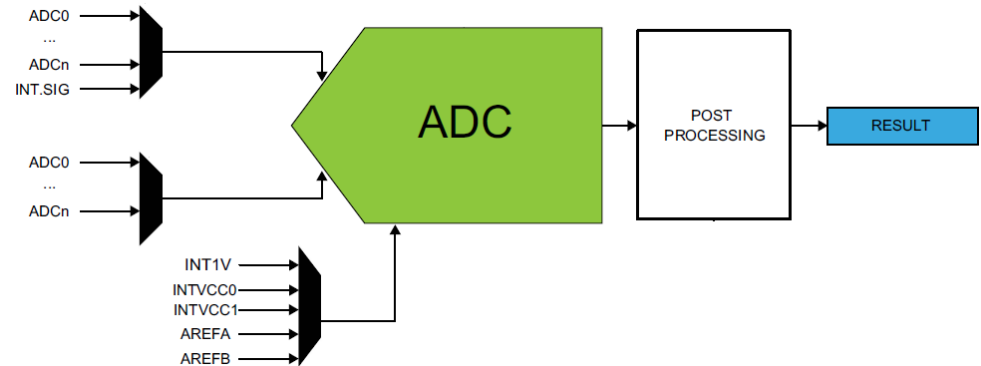 ADC0
...
ADCn
INT.SIG
ADC
POST
PROCESSING
RESULT
ADC0
...
ADCn
INT1V
INTVCC0
INTVCC1
AREFA
AREFB